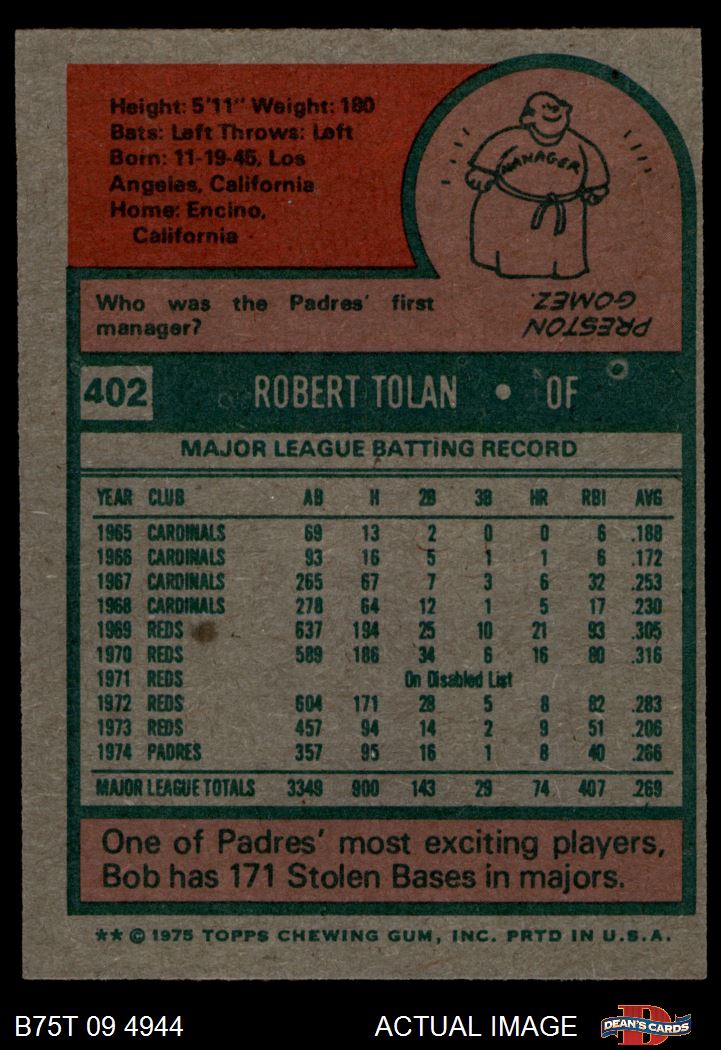 Height: 5'11" Weight: 180
Bats: Left Throws: Left
Born: 11-19-45, Los
Angeles, California
Home: Encino,
California
MANAGER
PRESTON
GOMEZ.
Who was the Padres' first
manager?
402 ROBERT TOLAN • OF
MAJOR LEAGUE BATTING RECORD
YEAR CLUB AB H 2B 3B HR RBI AVG
1965 CARDINALS 69 13 2 0 0 6 .188
1966 CARDINALS 93 16 5 1 1 6 .172
1967 CARDINALS 265 67 7 3 6 32 .253
1968 CARDINALS 278 64 12 1 5 17 .230
1969 REDS 637 194 25 10 21 93 .305
1970 REDS 589 186 34 6 16 80 .316
1971 REDS On Disabled List
1972 REDS 604 171 28 5 8 82 .283
1973 REDS 457 94 14 2 9 51 .206
1974 PADRES 357 95 16 1 8 40 .266
MAJOR LEAGUE TOTALS 3349 900 143 29 74 407 .269
One of Padres' most exciting players,
Bob has 171 Stolen Bases in majors.
** © 1975 TOPPS CHEWING GUM, INC. PRTD IN U.S.A.
B75T 09 4944 ACTUAL IMAGE D DEAN'S CARDS